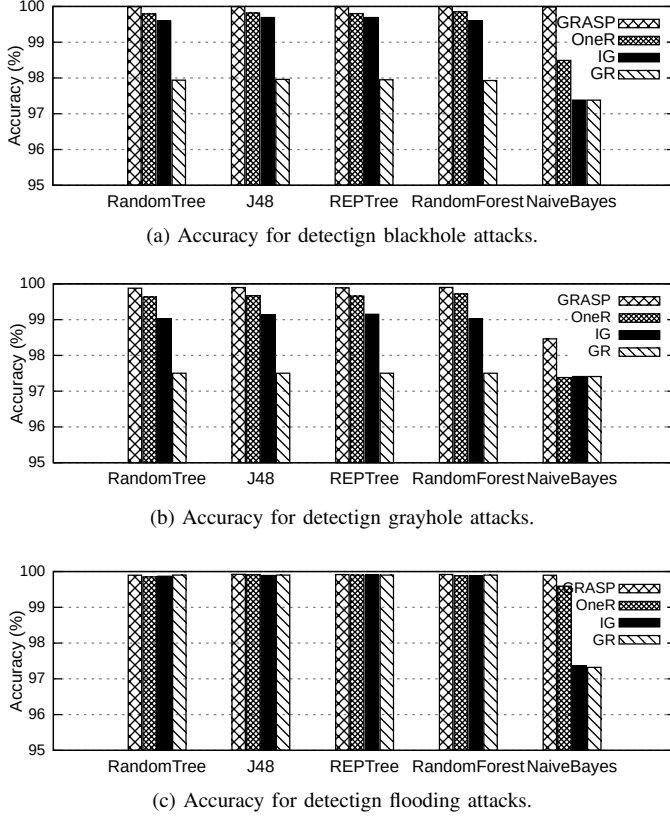 100
99
98
97
96
95
Accuracy (%)
GRASP
OneR
IG
GR
RandomTree J48 REPTree RandomForest NaiveBayes
(a) Accuracy for detectign blackhole attacks.
100
99
98
97
96
95
Accuracy (%)
GRASP
OneR
IG
GR
RandomTree J48 REPTree RandomForest NaiveBayes
(b) Accuracy for detectign grayhole attacks.
100
99
98
97
96
95
Accuracy (%)
GRASP
OneR
IG
GR
RandomTree J48 REPTree RandomForest NaiveBayes
(c) Accuracy for detectign flooding attacks.